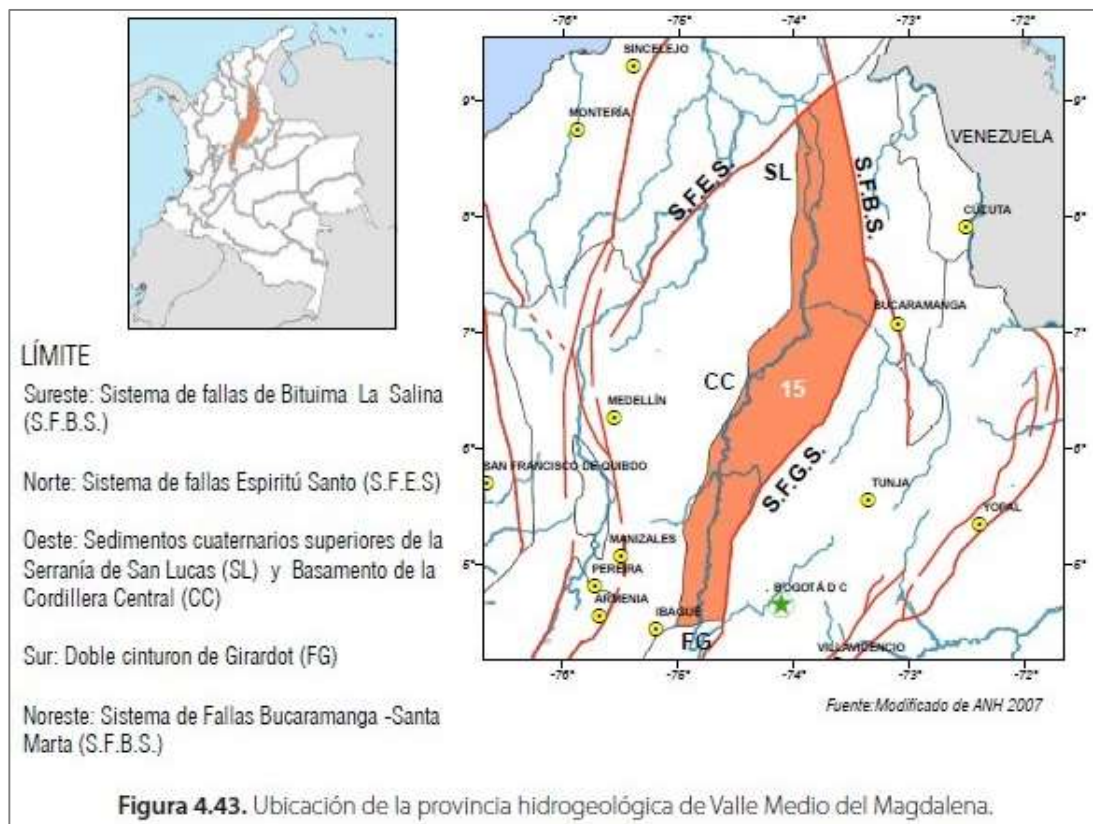 -76°
-75°
-74°
-73°
-72°
SINCELEJO
9°
9°
MONTERÍA
VENEZUELA
SL
S.F.E.S.
S.F.B.S.
8°
8°
CÚCUTA
BUCARAMANGA
7°
7°
LÍMITE
Sureste: Sistema de fallas de Bituima La Salina
(S.F.B.S.)
Norte: Sistema de fallas Espiritú Santo (S.F.E.S)
Oeste: Sedimentos cuaternarios superiores de la
Serranía de San Lucas (SL) y Basamento de la
Cordillera Central (CC)
Sur: Doble cinturon de Girardot (FG)
Noreste: Sistema de Fallas Bucaramanga -Santa
Marta (S.F.B.S.)
CC
15
MEDELLÍN
6°
6°
SAN FRANCISCO DE QUIBDO
S.F.G.S.
TUNJA
YOPAL
MANIZALES
5°
5°
PEREIRA
ARMENIA
BOGOTÁ D C
IBAGUÉ
FG
VILLAVICENCIO
-76°
-75°
-74°
-73°
-72°
Fuente:Modificado de ANH 2007
Figura 4.43. Ubicación de la provincia hidrogeológica de Valle Medio del Magdalena.